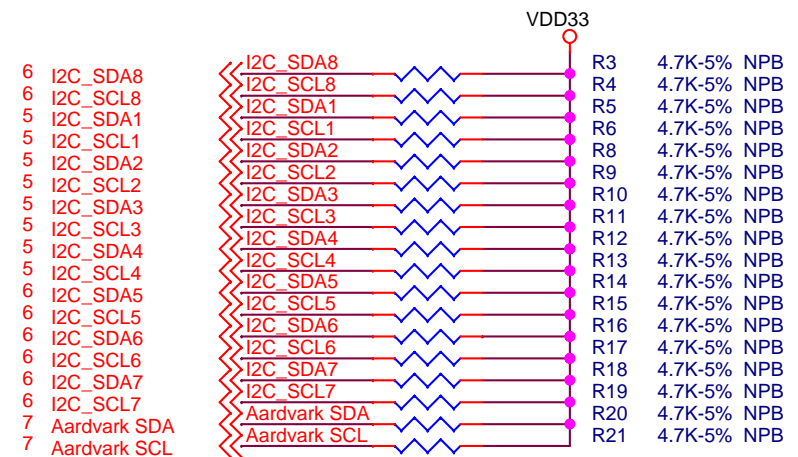 VDD33
6 I2C_SDA8 I2C_SDA8 R3 4.7K-5% NPB
6 I2C_SCL8 I2C_SCL8 R4 4.7K-5% NPB
5 I2C_SDA1 I2C_SDA1 R5 4.7K-5% NPB
5 I2C_SCL1 I2C_SCL1 R6 4.7K-5% NPB
5 I2C_SDA2 I2C_SDA2 R8 4.7K-5% NPB
5 I2C_SCL2 I2C_SCL2 R9 4.7K-5% NPB
5 I2C_SDA3 I2C_SDA3 R10 4.7K-5% NPB
5 I2C_SCL3 I2C_SCL3 R11 4.7K-5% NPB
5 I2C_SDA4 I2C_SDA4 R12 4.7K-5% NPB
5 I2C_SCL4 I2C_SCL4 R13 4.7K-5% NPB
6 I2C_SDA5 I2C_SDA5 R14 4.7K-5% NPB
6 I2C_SCL5 I2C_SCL5 R15 4.7K-5% NPB
6 I2C_SDA6 I2C_SDA6 R16 4.7K-5% NPB
6 I2C_SCL6 I2C_SCL6 R17 4.7K-5% NPB
6 I2C_SDA7 I2C_SDA7 R18 4.7K-5% NPB
6 I2C_SCL7 I2C_SCL7 R19 4.7K-5% NPB
7 Aardvark SDA Aardvark SDA R20 4.7K-5% NPB
7 Aardvark SCL Aardvark SCL R21 4.7K-5% NPB